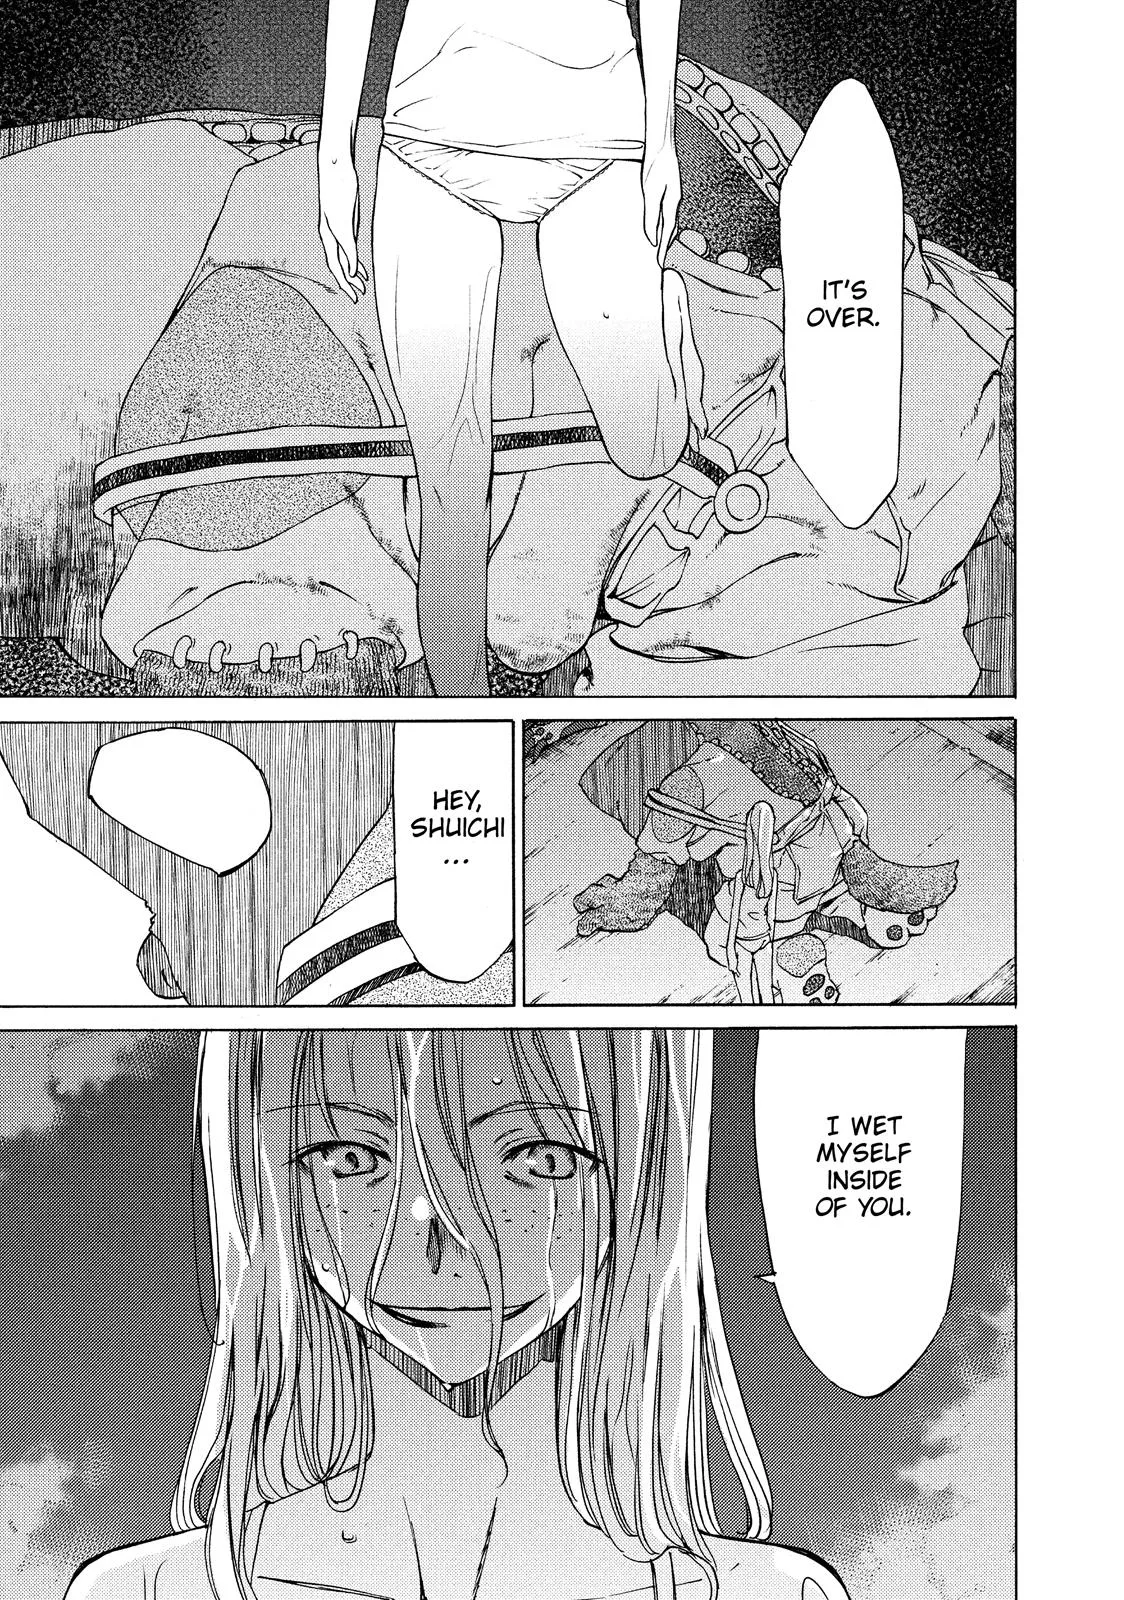 IT'S
OVER.
HEY,
SHUICHI
...
I WET
MYSELF
INSIDE
OF YOU.